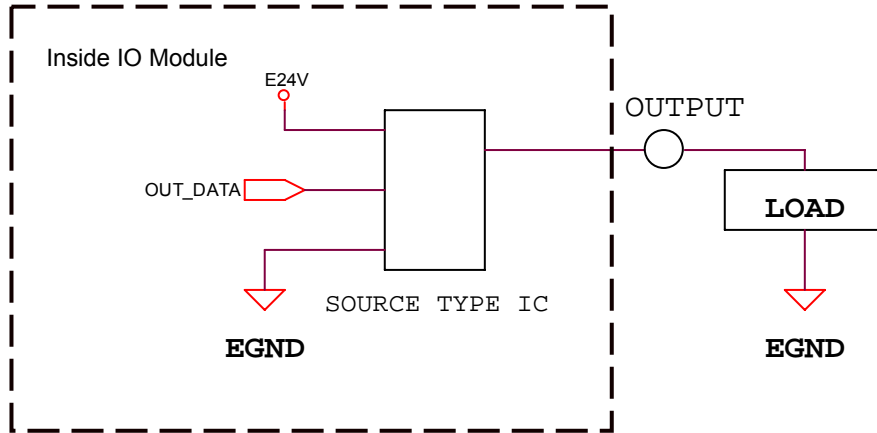 Inside IO Module
E24V
OUTPUT
OUT_DATA
LOAD
SOURCE TYPE IC
EGND
EGND